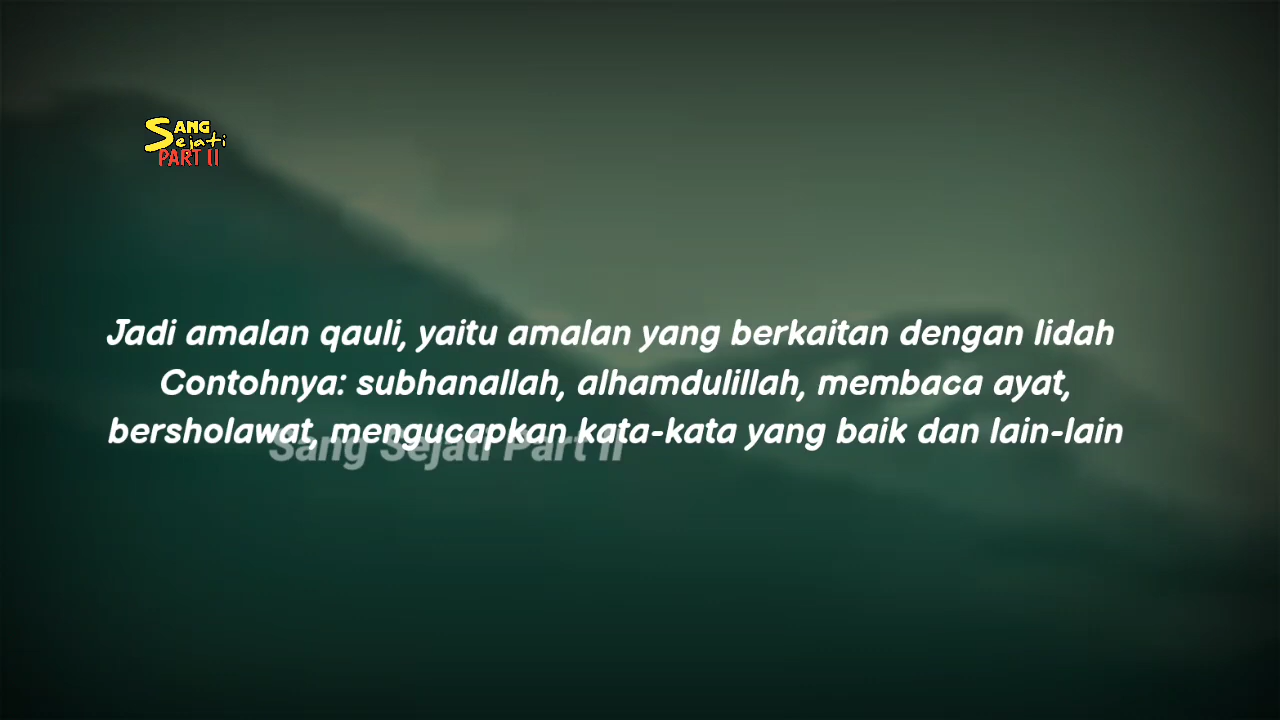 SANG
Sejati
PART II
Jadi amalan qauli, yaitu amalan yang berkaitan dengan lidah
Contohnya: subhanallah, alhamdulillah, membaca ayat,
bersholawat, mengucapkan kata-kata yang baik dan lain-lain
Sang Sejati Part II